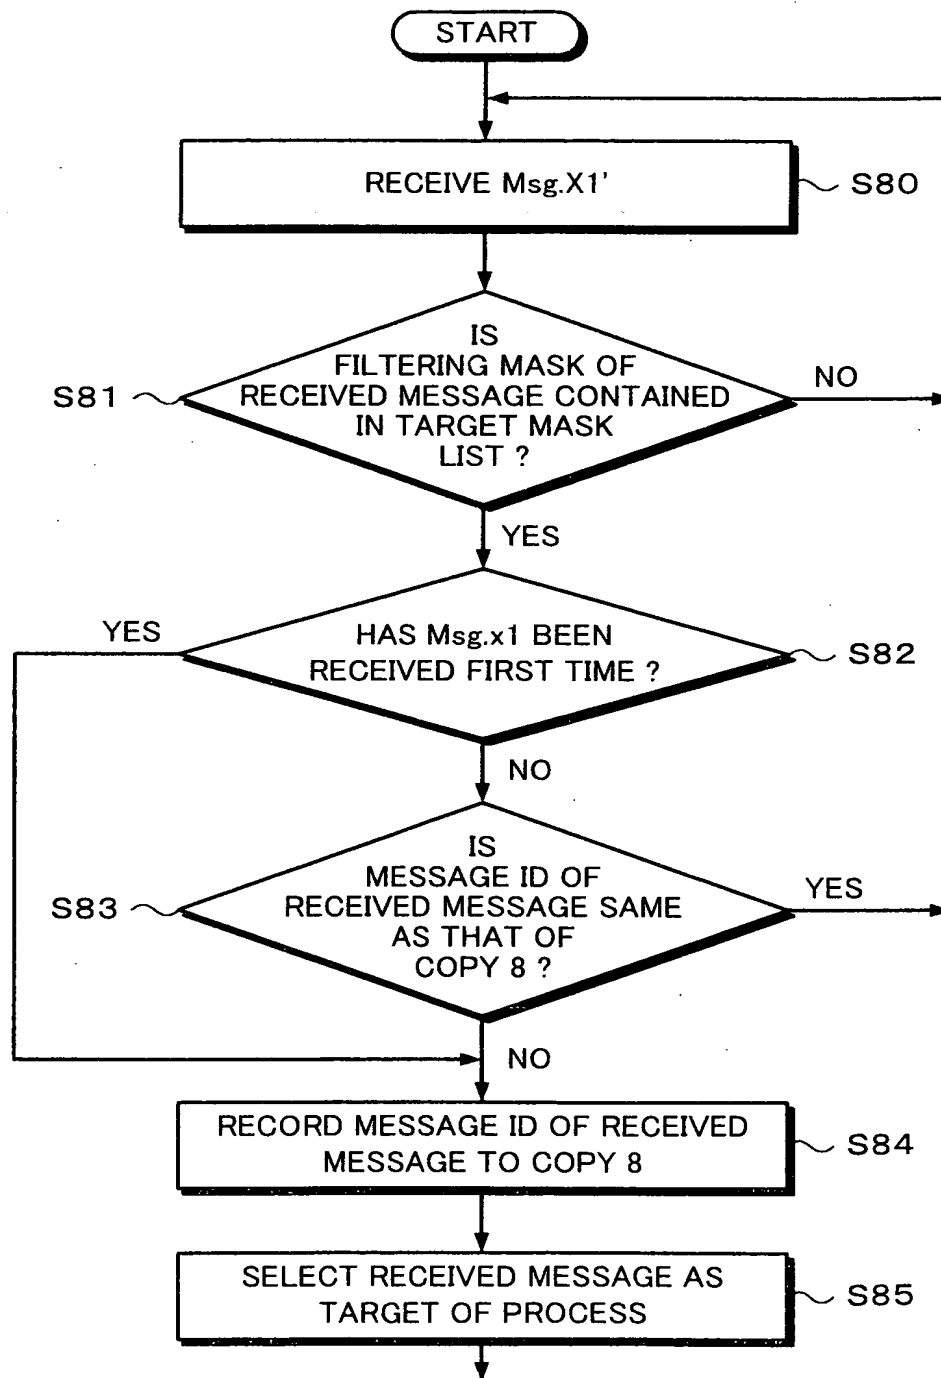 START
RECEIVE Msg.X1'
S80
IS
FILTERING MASK OF
RECEIVED MESSAGE CONTAINED
IN TARGET MASK
LIST ?
S81
NO
YES
HAS Msg.x1 BEEN
RECEIVED FIRST TIME ?
S82
YES
NO
IS
MESSAGE ID OF
RECEIVED MESSAGE SAME
AS THAT OF
COPY 8 ?
S83
YES
NO
RECORD MESSAGE ID OF RECEIVED
MESSAGE TO COPY 8
S84
SELECT RECEIVED MESSAGE AS
TARGET OF PROCESS
S85